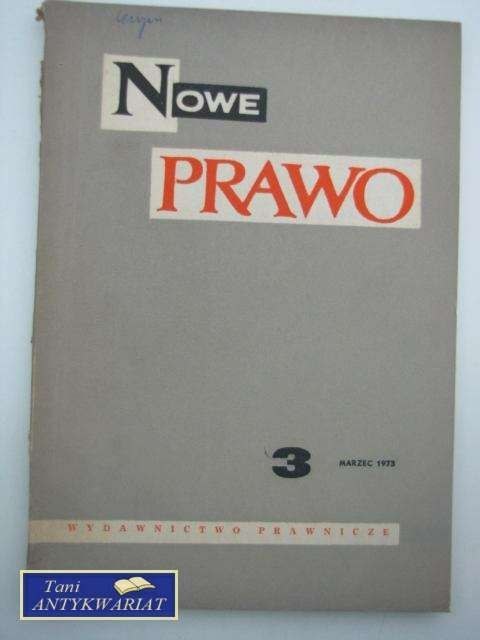 NOWE
PRAWO
3 MARZEC 1973
WYDAWNICTWO PRAWNICZE
Tani
ANTYKWARIAT